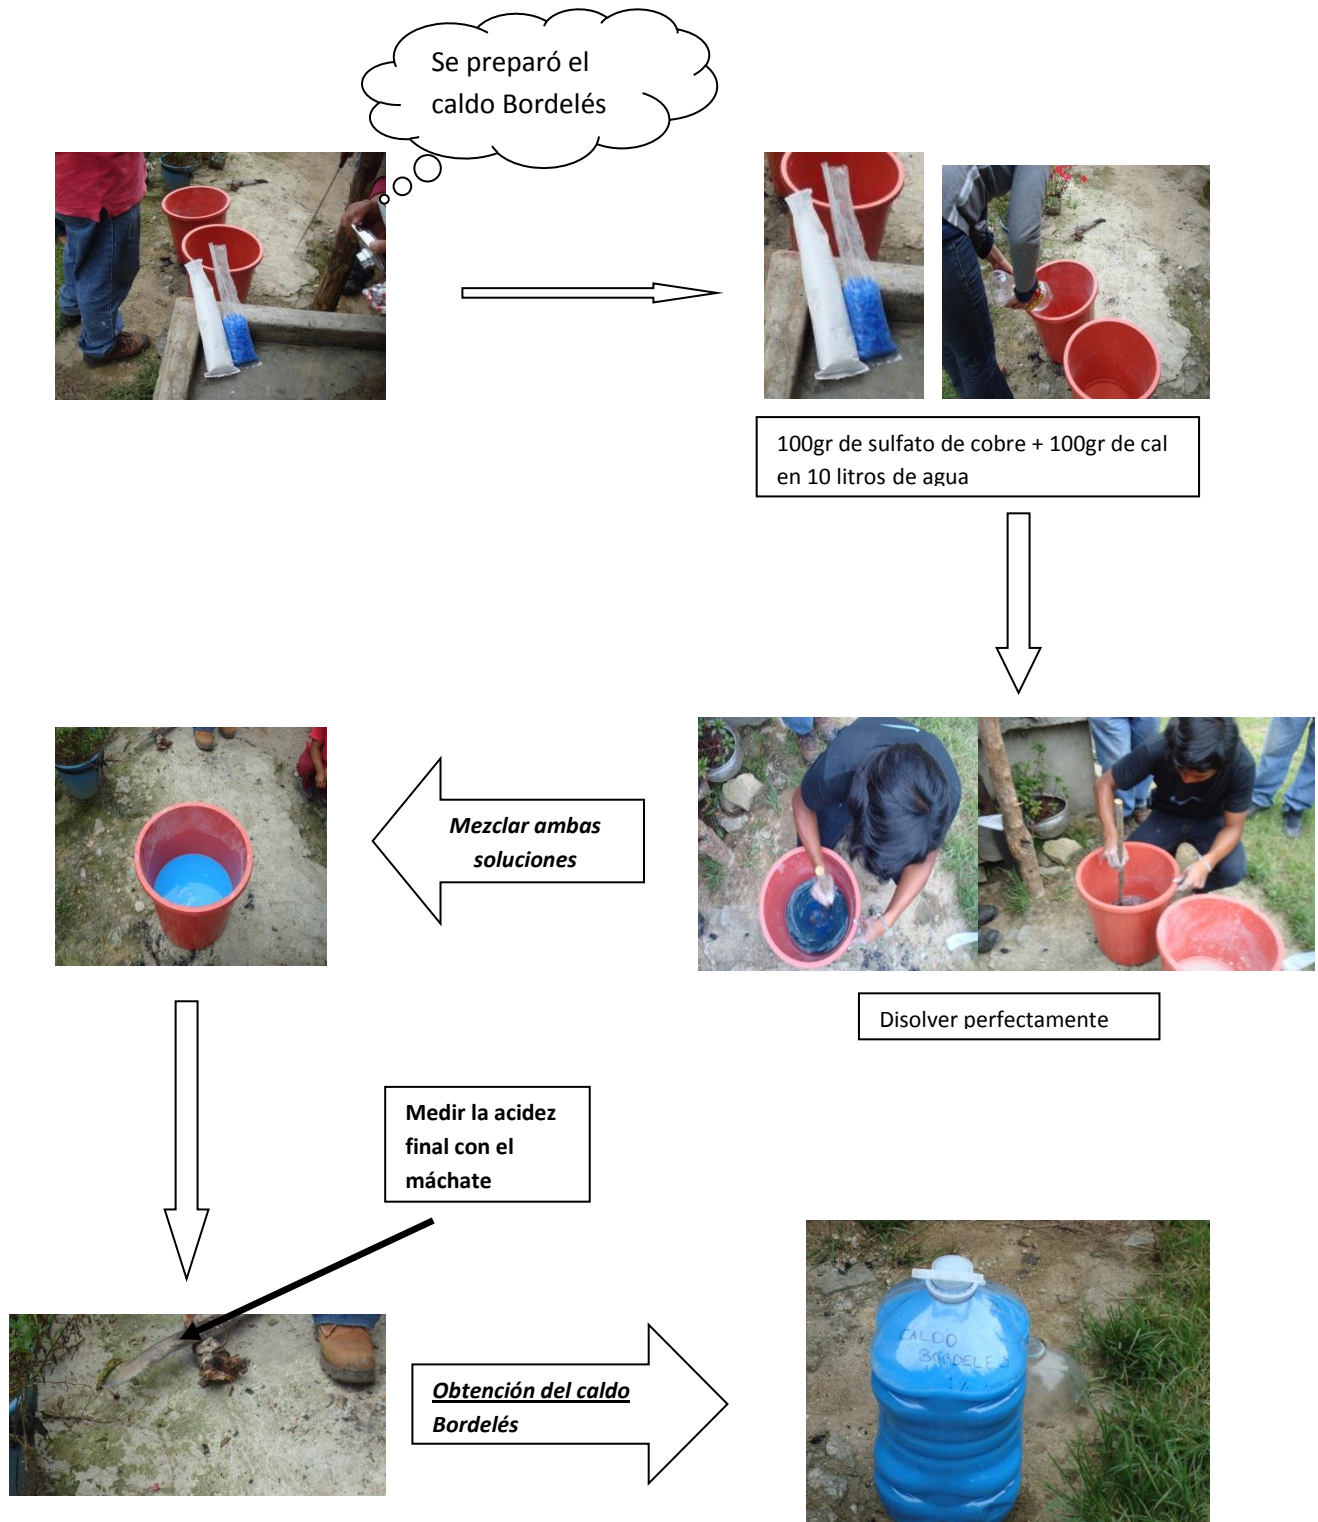 Se preparó el
caldo Bordelés
100gr de sulfato de cobre + 100gr de cal
en 10 litros de agua
Mezclar ambas
soluciones
Disolver perfectamente
Medir la acidez
final con el
máchate
Obtención del caldo
Bordelés
CALDO
BORDELES